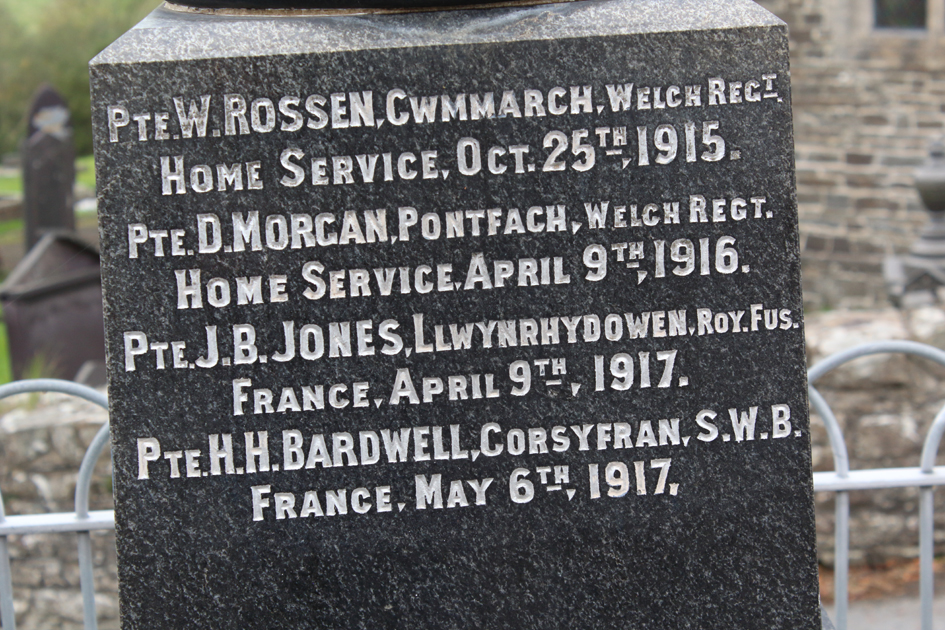 PTE. W. ROSSEN, CWMMARCH, WELCH REGT.
HOME SERVICE, OCT. 25TH, 1915.
PTE. D. MORGAN, PONTFACH, WELCH REGT.
HOME SERVICE, APRIL 9TH, 1916.
PTE. J. B. JONES, LLWYNRHYDOWEN, ROY. FUS.
FRANCE, APRIL 9TH, 1917.
PTE. H. H. BARDWELL, CORSYFRAN, S.W.B.
FRANCE, MAY 6TH, 1917.